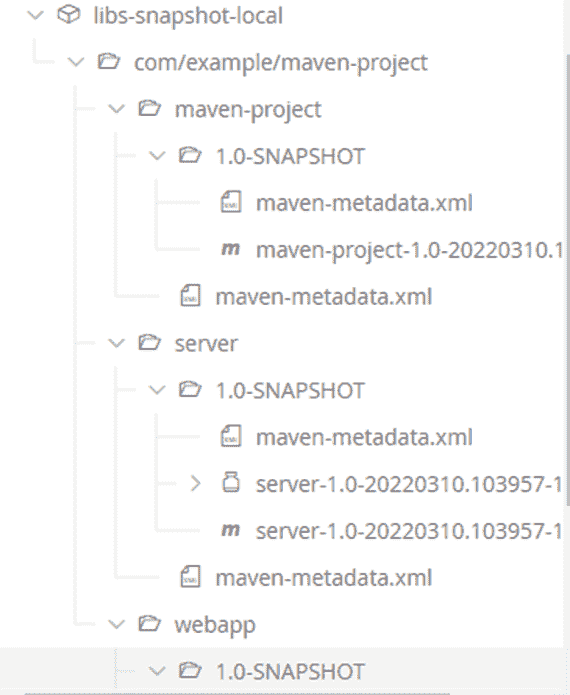 libs-snapshot-local
com/example/maven-project
maven-project
1.0-SNAPSHOT
maven-metadata.xml
m maven-project-1.0-20220310.1
maven-metadata.xml
server
1.0-SNAPSHOT
maven-metadata.xml
server-1.0-20220310.103957-1
m server-1.0-20220310.103957-1
maven-metadata.xml
webapp
1.0-SNAPSHOT